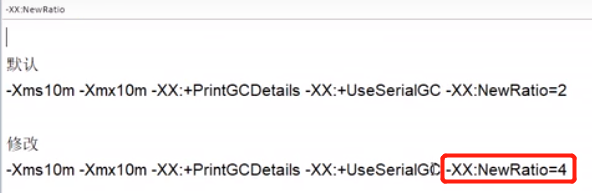 -XX:NewRatio
默认
-Xms10m -Xmx10m -XX:+PrintGCDetails -XX:+UseSerialGC -XX:NewRatio=2
修改
-Xms10m -Xmx10m -XX:+PrintGCDetails -XX:+UseSerialGC -XX:NewRatio=4